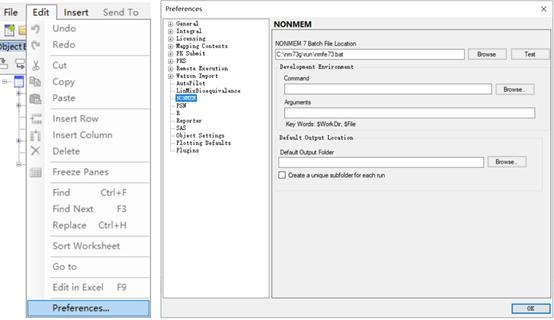 File Edit Insert Send To
Object B
Undo
Redo
Cut
Copy
Paste
Insert Row
Insert Column
Delete
Freeze Panes
Find Ctrl+F
Find Next F3
Replace Ctrl+H
Sort Worksheet
Go to
Edit in Excel F9
Preferences...
Preferences
General
Integral
Licensing
Mapping Contexts
PK Submit
PRS
Remote Execution
Watson Import
AutoPilot
LinMixBioequivalence
NONMEM
PSN
R
Reporter
SAS
Object Settings
Plotting Defaults
Plugins
NONMEM
NONMEM 7 Batch File Location
C:\nm73g\run\nmfe73.bat Browse Test
Development Environment
Command
Browse..
Arguments
Key Words: $WorkDir, $File
Default Output Location
Default Output Folder
Browse..
Create a unique subfolder for each run
OK